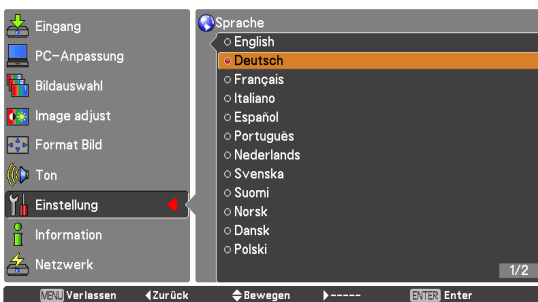 Eingang
PC-Anpassung
Bildauswahl
Image adjust
Format Bild
Ton
Einstellung
Information
Netzwerk
Sprache
English
Deutsch
Français
Italiano
Español
Português
Nederlands
Svenska
Suomi
Norsk
Dansk
Polski
1/2
MENU Verlassen Zurück Bewegen ----- ENTER Enter